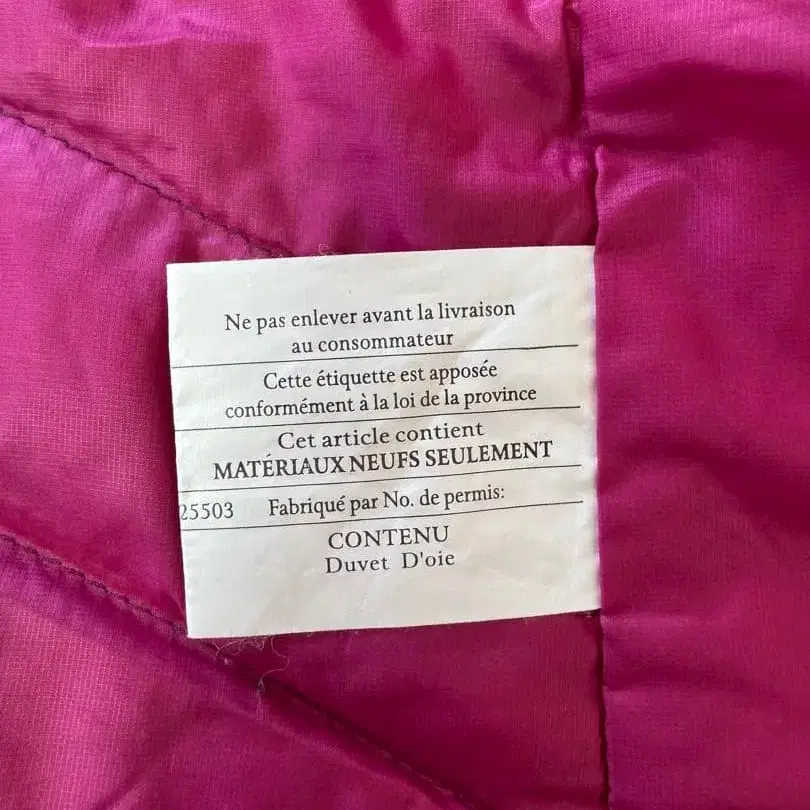 Ne pas enlever avant la livraison
au consommateur
Cette étiquette est apposée
conformément à la loi de la province
Cet article contient
MATÉRIAUX NEUFS SEULEMENT
25503 Fabriqué par No. de permis:
CONTENU
Duvet D'oie